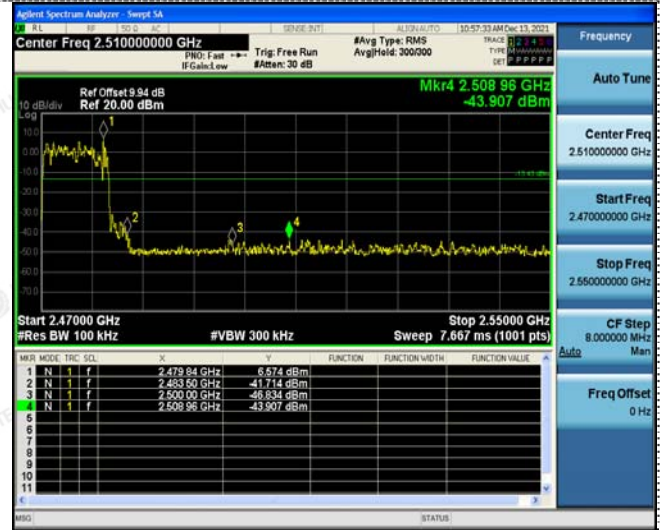 Agilent Spectrum Analyzer - Swept SA
RL RF 50 Ω AC SENSE:INT ALIGN AUTO 10:57:33 AM Dec 13, 2021
Center Freq 2.510000000 GHz
PNO: Fast
IFGain:Low
Trig: Free Run
#Atten: 30 dB
#Avg Type: RMS
Avg|Hold: 300/300
TRACE 1 2 3 4 5 6
TYPE
DET P P P P P P
Mkr4 2.508 96 GHz
-43.907 dBm
Ref Offset 9.94 dB
Ref 20.00 dBm
10 dB/div
Log
10.0
0.00
-10.0
-20.0
-30.0
-40.0
-50.0
-60.0
-70.0
1
2
3
4
Start 2.47000 GHz
Stop 2.55000 GHz
#Res BW 100 kHz
#VBW 300 kHz
Sweep 7.667 ms (1001 pts)
MKR MODE TRC SCL X Y FUNCTION FUNCTION WIDTH FUNCTION VALUE
1 N 1 f 2.479 84 GHz 6.574 dBm
2 N 1 f 2.483 50 GHz -41.714 dBm
3 N 1 f 2.500 00 GHz -46.834 dBm
4 N 1 f 2.508 96 GHz -43.907 dBm
5
6
7
8
9
10
11
MSG
STATUS
Frequency
Auto Tune
Center Freq
2.510000000 GHz
Start Freq
2.470000000 GHz
Stop Freq
2.550000000 GHz
CF Step
8.000000 MHz
Auto Man
Freq Offset
0 Hz